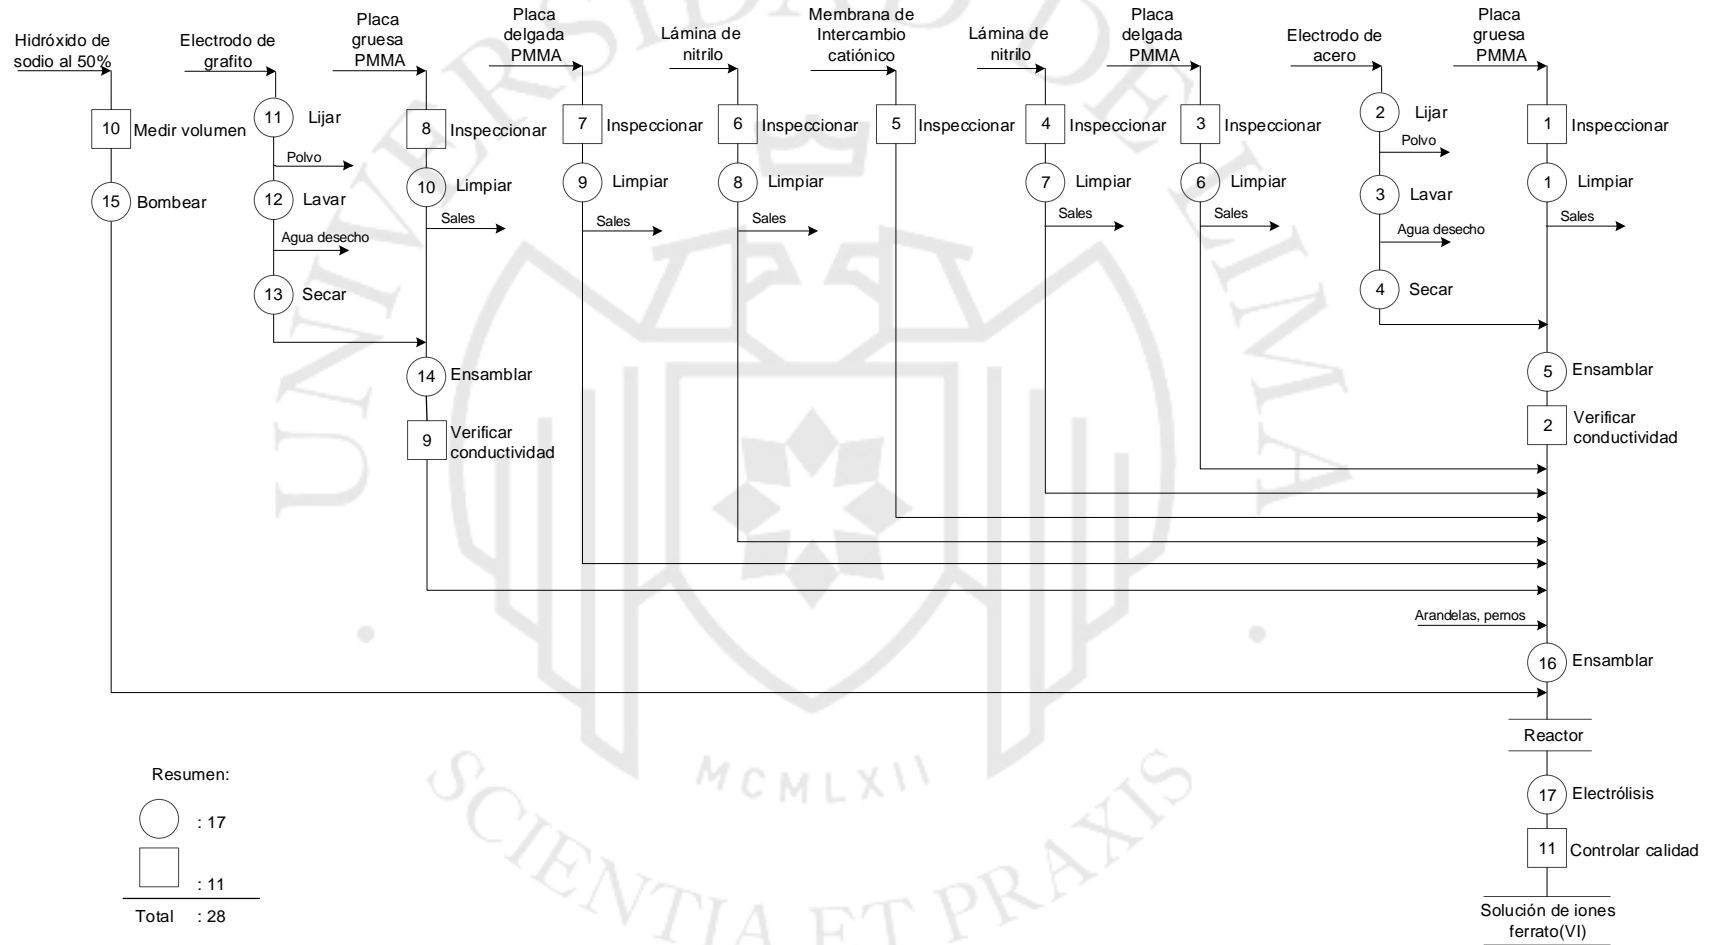 Hidróxido de
sodio al 50%
Electrodo de
grafito
Placa
gruesa
PMMA
Placa
delgada
PMMA
Lámina de
nitrilo
Membrana de
Intercambio
catiónico
Lámina de
nitrilo
Placa
delgada
PMMA
Electrodo de
acero
Placa
gruesa
PMMA
10 Medir volumen
15 Bombear
11 Lijar
Polvo
12 Lavar
Agua desecho
13 Secar
8 Inspeccionar
10 Limpiar
Sales
14 Ensamblar
9 Verificar
conductividad
7 Inspeccionar
9 Limpiar
Sales
6 Inspeccionar
8 Limpiar
Sales
5 Inspeccionar
4 Inspeccionar
7 Limpiar
Sales
3 Inspeccionar
6 Limpiar
Sales
2 Lijar
Polvo
3 Lavar
Agua desecho
4 Secar
1 Inspeccionar
1 Limpiar
Sales
5 Ensamblar
2 Verificar
conductividad
Arandelas, pernos
16 Ensamblar
Reactor
17 Electrólisis
11 Controlar calidad
Solución de iones
ferrato(VI)
Resumen:
: 17
: 11
Total : 28
UNIVERSIDAD DE LIMA
MCMLXII
SCIENTIA ET PRAXIS